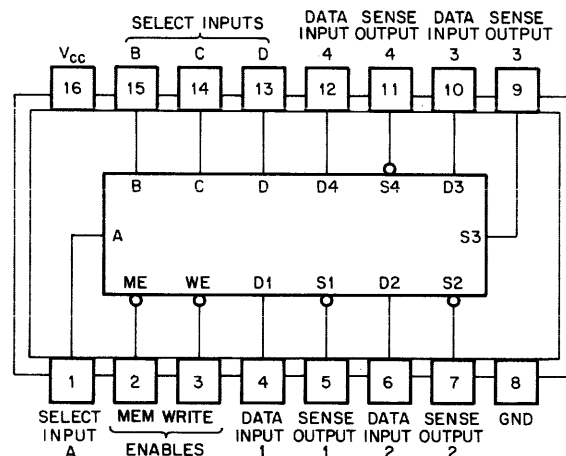 SELECT INPUTS
DATA INPUT 4
SENSE OUTPUT 4
DATA INPUT 3
SENSE OUTPUT 3
VCC B C D
16 15 14 13 12 11 10 9
B C D D4 S4 D3
A S3
ME WE D1 S1 D2 S2
1 2 3 4 5 6 7 8
SELECT INPUT A
MEM WRITE
ENABLES
DATA INPUT 1
SENSE OUTPUT 1
DATA INPUT 2
SENSE OUTPUT 2
GND